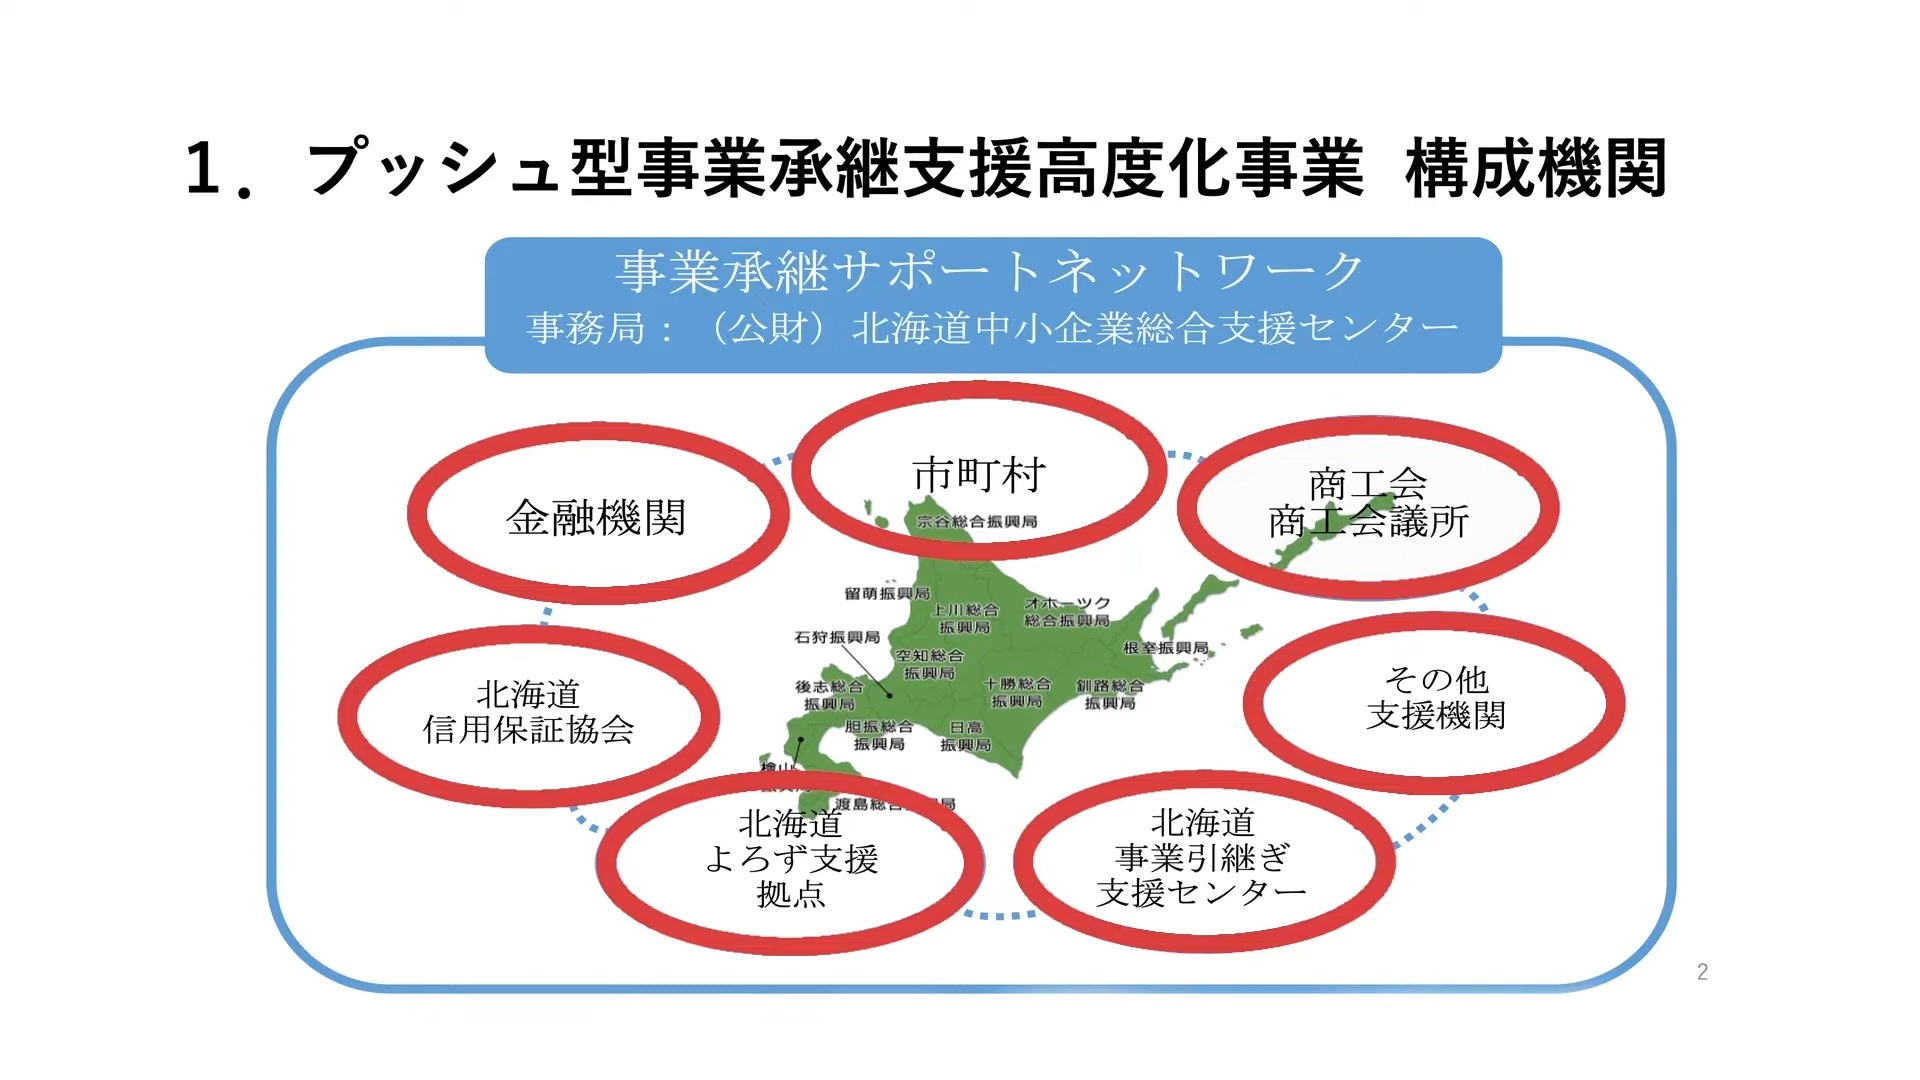 1．プッシュ型事業承継支援高度化事業 構成機関
事業承継サポートネットワーク
事務局：（公財）北海道中小企業総合支援センター
市町村
金融機関
商工会
商工会議所
宗谷総合振興局
留萌振興局
上川総合
振興局
オホーツク
総合振興局
石狩振興局
空知総合
振興局
根室振興局
後志総合
振興局
十勝総合
振興局
釧路総合
振興局
胆振総合
振興局
日高
振興局
檜山
渡島総合
局
北海道
信用保証協会
その他
支援機関
北海道
よろず支援
拠点
北海道
事業引継ぎ
支援センター
2